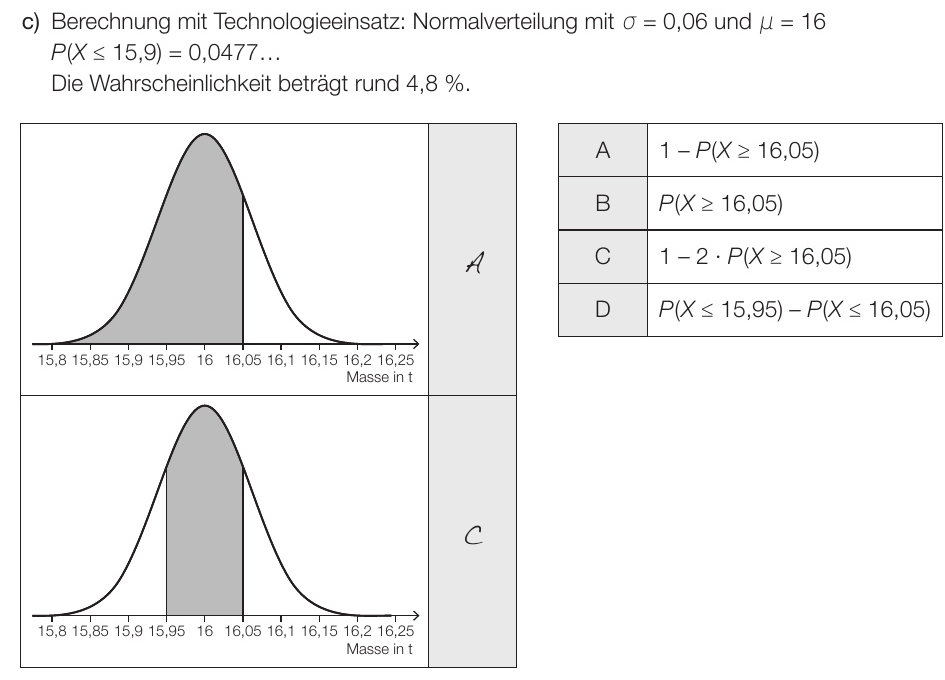 c) Berechnung mit Technologieeinsatz: Normalverteilung mit σ = 0,06 und μ = 16
P(X ≤ 15,9) = 0,0477…
Die Wahrscheinlichkeit beträgt rund 4,8 %.
15,8 15,85 15,9 15,95 16 16,05 16,1 16,15 16,2 16,25
Masse in t
A
15,8 15,85 15,9 15,95 16 16,05 16,1 16,15 16,2 16,25
Masse in t
C
A 1 – P(X ≥ 16,05)
B P(X ≥ 16,05)
C 1 – 2 · P(X ≥ 16,05)
D P(X ≤ 15,95) – P(X ≤ 16,05)